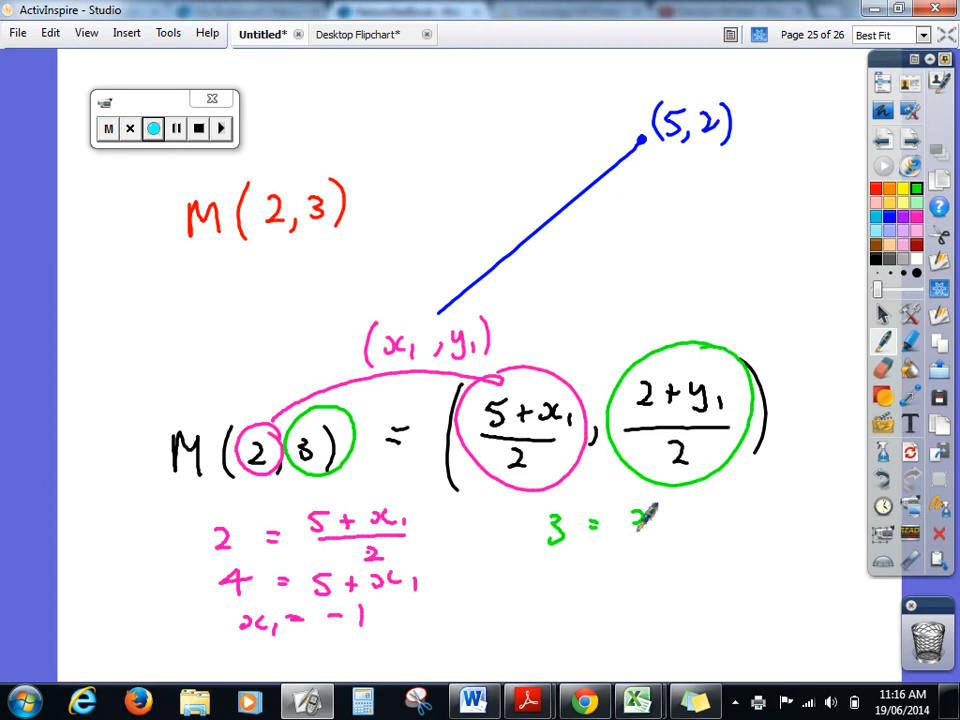 ActivInspire - Studio
File Edit View Insert Tools Help
Untitled* Desktop Flipchart*
Page 25 of 26 Best Fit
M
(5,2)
M(2,3)
(x₁,y₁)
M(2,3) = (5+x₁/2, 2+y₁/2)
2 = 5+x₁/2
4 = 5+x₁
x₁ = -1
3 =
11:16 AM
19/06/2014